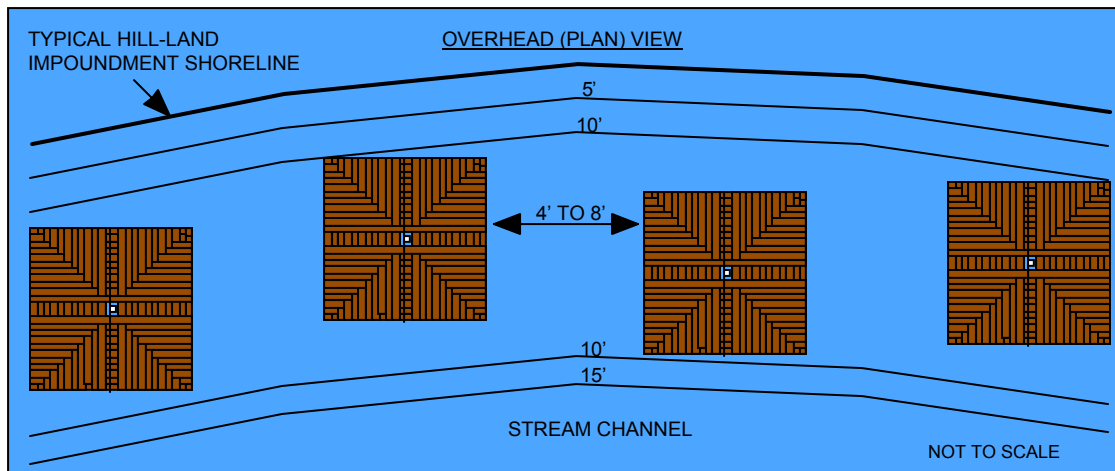 TYPICAL HILL-LAND
IMPOUNDMENT SHORELINE
OVERHEAD (PLAN) VIEW
5’
10’
4’ TO 8’
10’
15’
STREAM CHANNEL
NOT TO SCALE